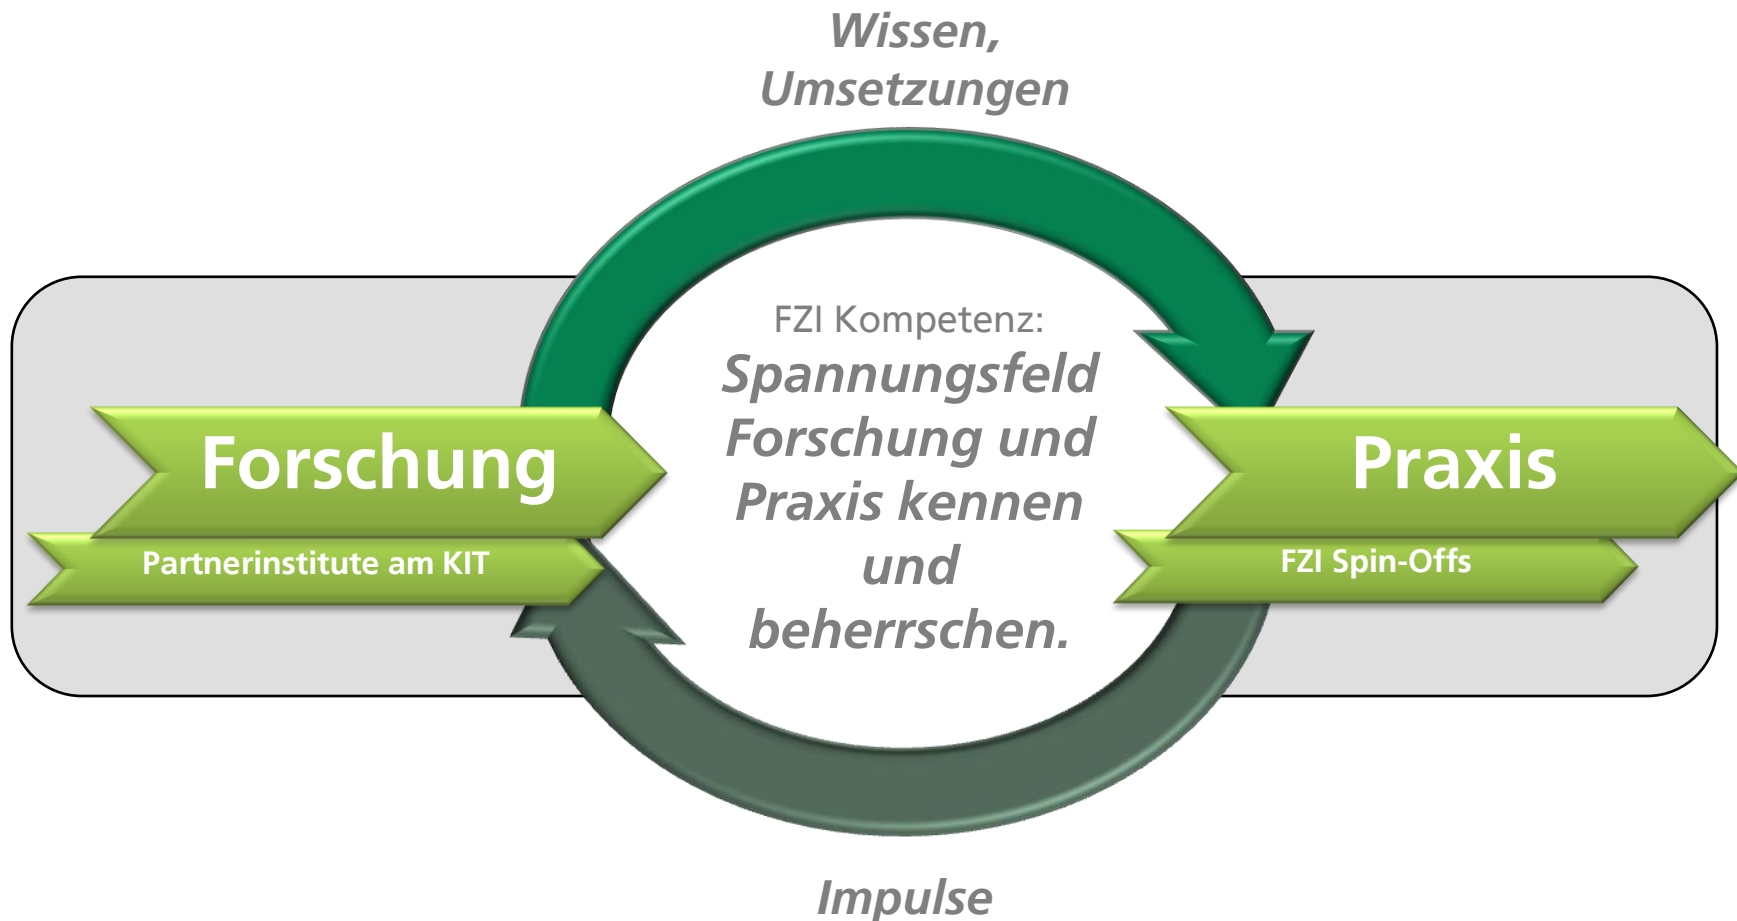 Wissen,
Umsetzungen
FZI Kompetenz:
Spannungsfeld
Forschung und
Praxis kennen
und
beherrschen.
Forschung
Partnerinstitute am KIT
Praxis
FZI Spin-Offs
Impulse